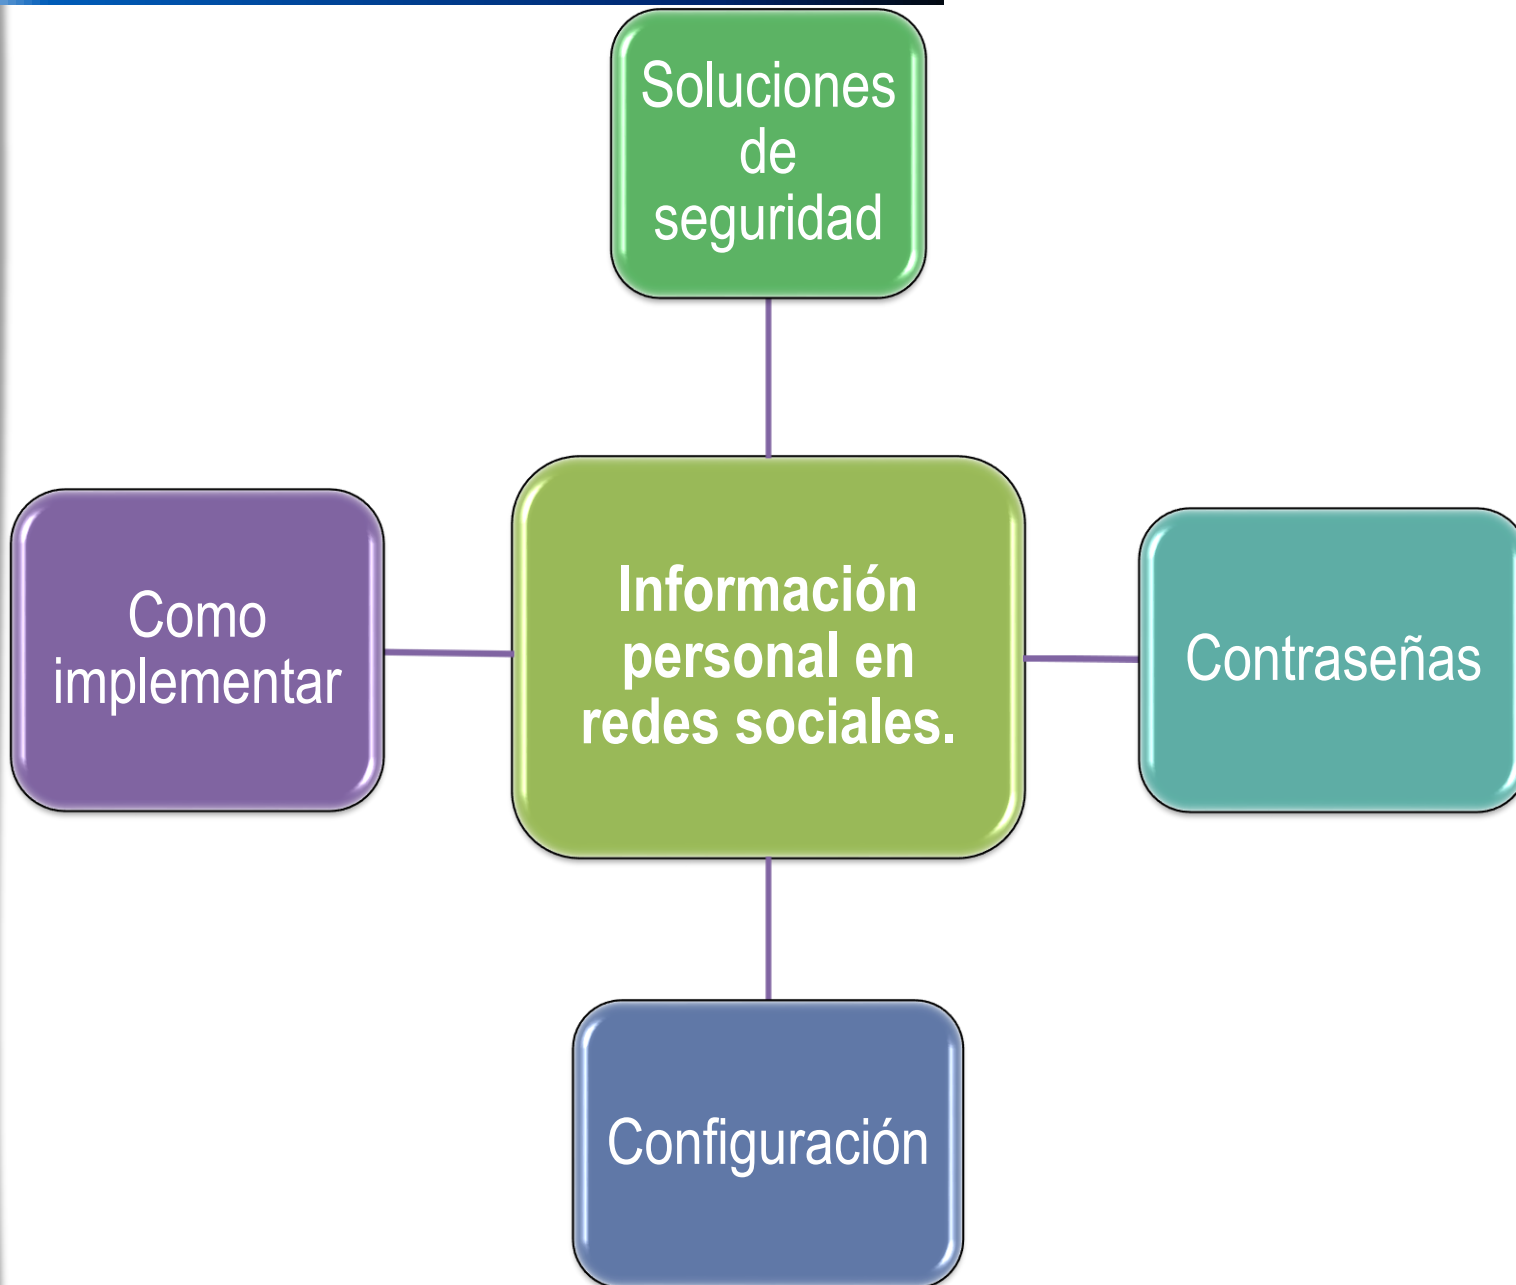 Soluciones
de
seguridad
Como
implementar
Información
personal en
redes sociales.
Contraseñas
Configuración